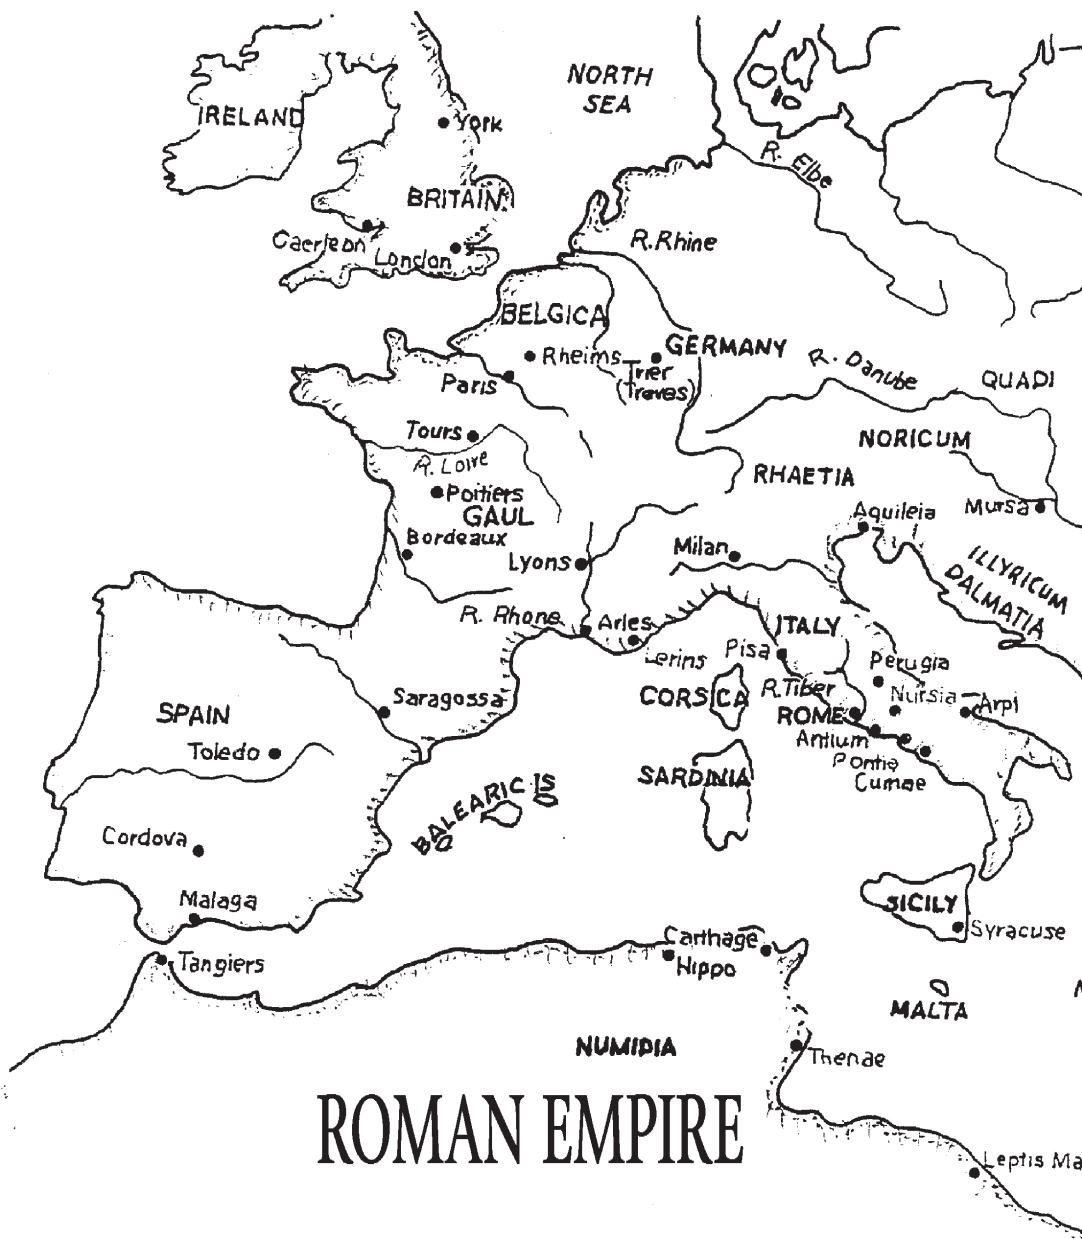 NORTH
SEA
IRELAND
York
R. Elbe
BRITAIN
R. Rhine
Caerleon
London
BELGICA
Rheims
GERMANY
Trier
(Treves)
R. Danube
QUADI
Paris
Tours
R. Loire
NORICUM
RHAETIA
Poitiers
GAUL
Bordeaux
Mursa
Aquileia
Lyons
Milan
ILLYRICUM
DALMATIA
R. Rhone
Arles
ITALY
Lerins
Pisa
Perugia
CORSICA
R. Tiber
Nursia
Arpi
Saragossa
SPAIN
ROME
Toledo
Antium
Pontia
Cumae
SARDINIA
BALEARIC IS
Cordova
Malaga
SICILY
Syracuse
Carthage
Hippo
Tangiers
MALTA
NUMIDIA
Thenae
ROMAN EMPIRE
Leptis Ma